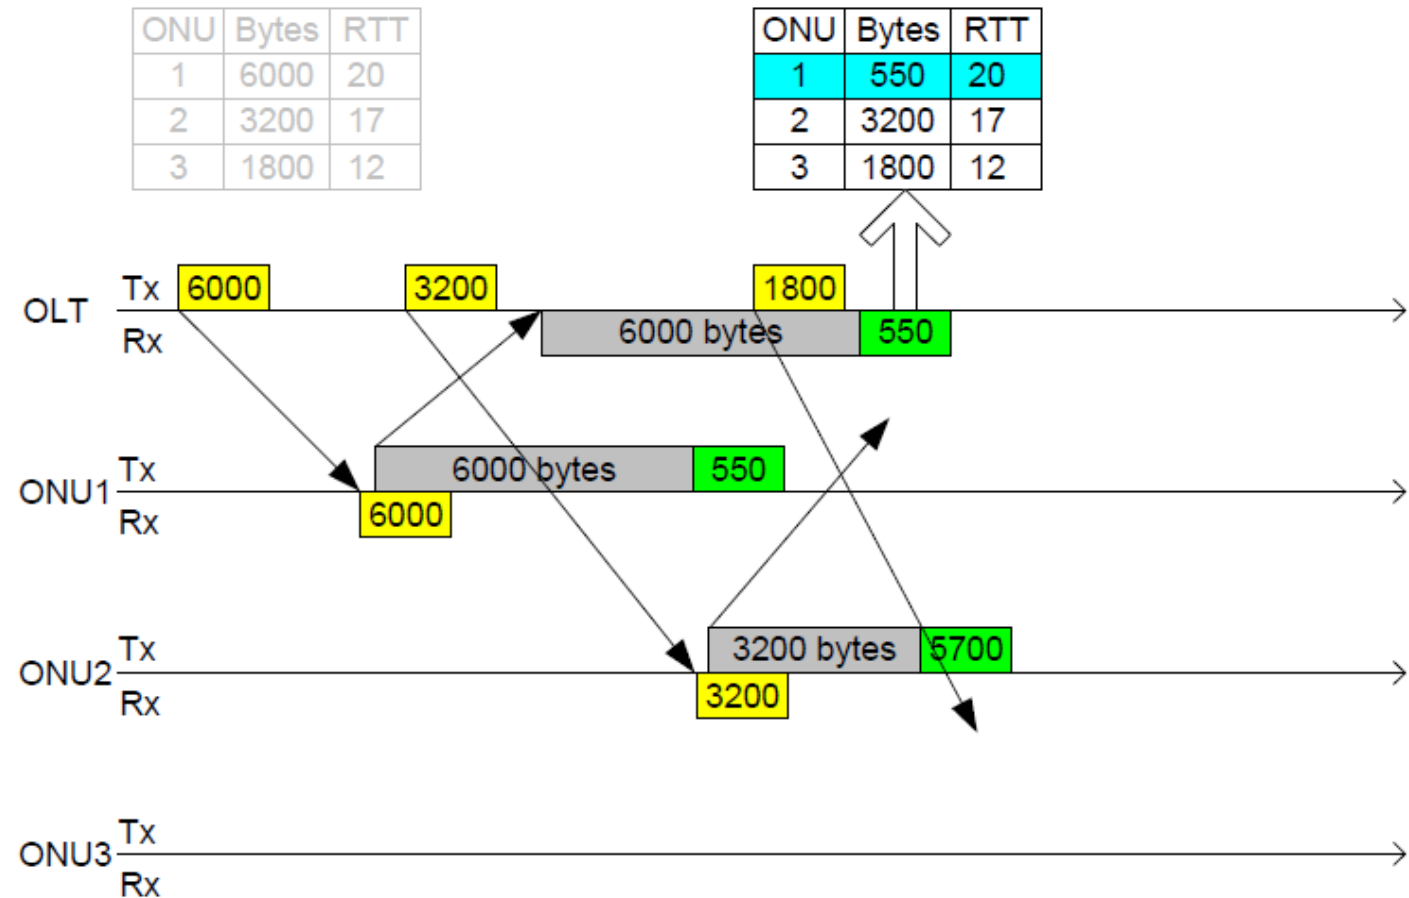 ONU Bytes RTT
1 6000 20
2 3200 17
3 1800 12
ONU Bytes RTT
1 550 20
2 3200 17
3 1800 12
OLT
Tx
Rx
6000
3200
1800
6000 bytes
550
ONU1
Tx
Rx
6000 bytes
550
6000
ONU2
Tx
Rx
3200 bytes
5700
3200
ONU3
Tx
Rx